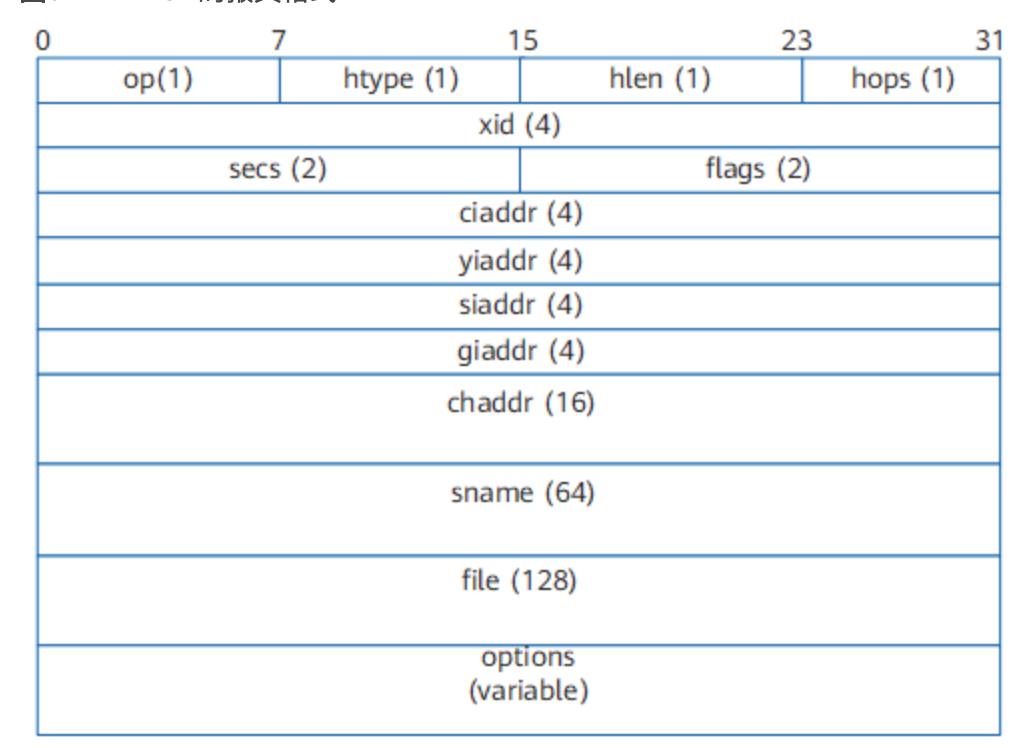 0 7 15 23 31
op(1) htype (1) hlen (1) hops (1)
xid (4)
secs (2) flags (2)
ciaddr (4)
yiaddr (4)
siaddr (4)
giaddr (4)
chaddr (16)
sname (64)
file (128)
options
(variable)